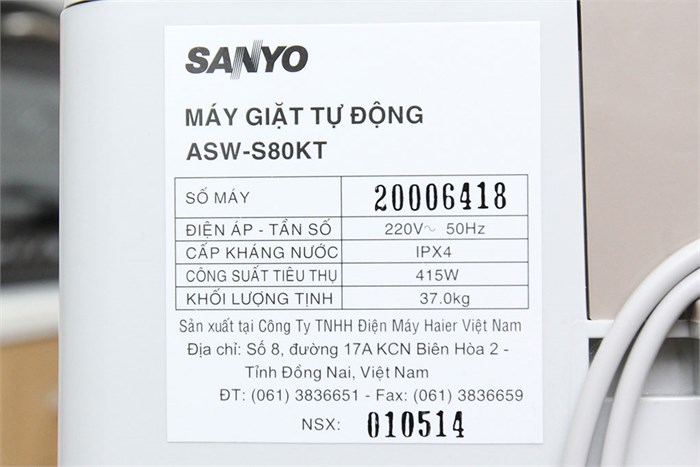 SANYO
MÁY GIẶT TỰ ĐỘNG
ASW-S80KT
SỐ MÁY 20006418
ĐIỆN ÁP - TẦN SỐ 220V~ 50Hz
CẤP KHÁNG NƯỚC IPX4
CÔNG SUẤT TIÊU THỤ 415W
KHỐI LƯỢNG TỊNH 37.0kg
Sản xuất tại Công Ty TNHH Điện Máy Haier Việt Nam
Địa chỉ: Số 8, đường 17A KCN Biên Hòa 2 -
Tỉnh Đồng Nai, Việt Nam
ĐT: (061) 3836651 - Fax: (061) 3836659
NSX: 010514